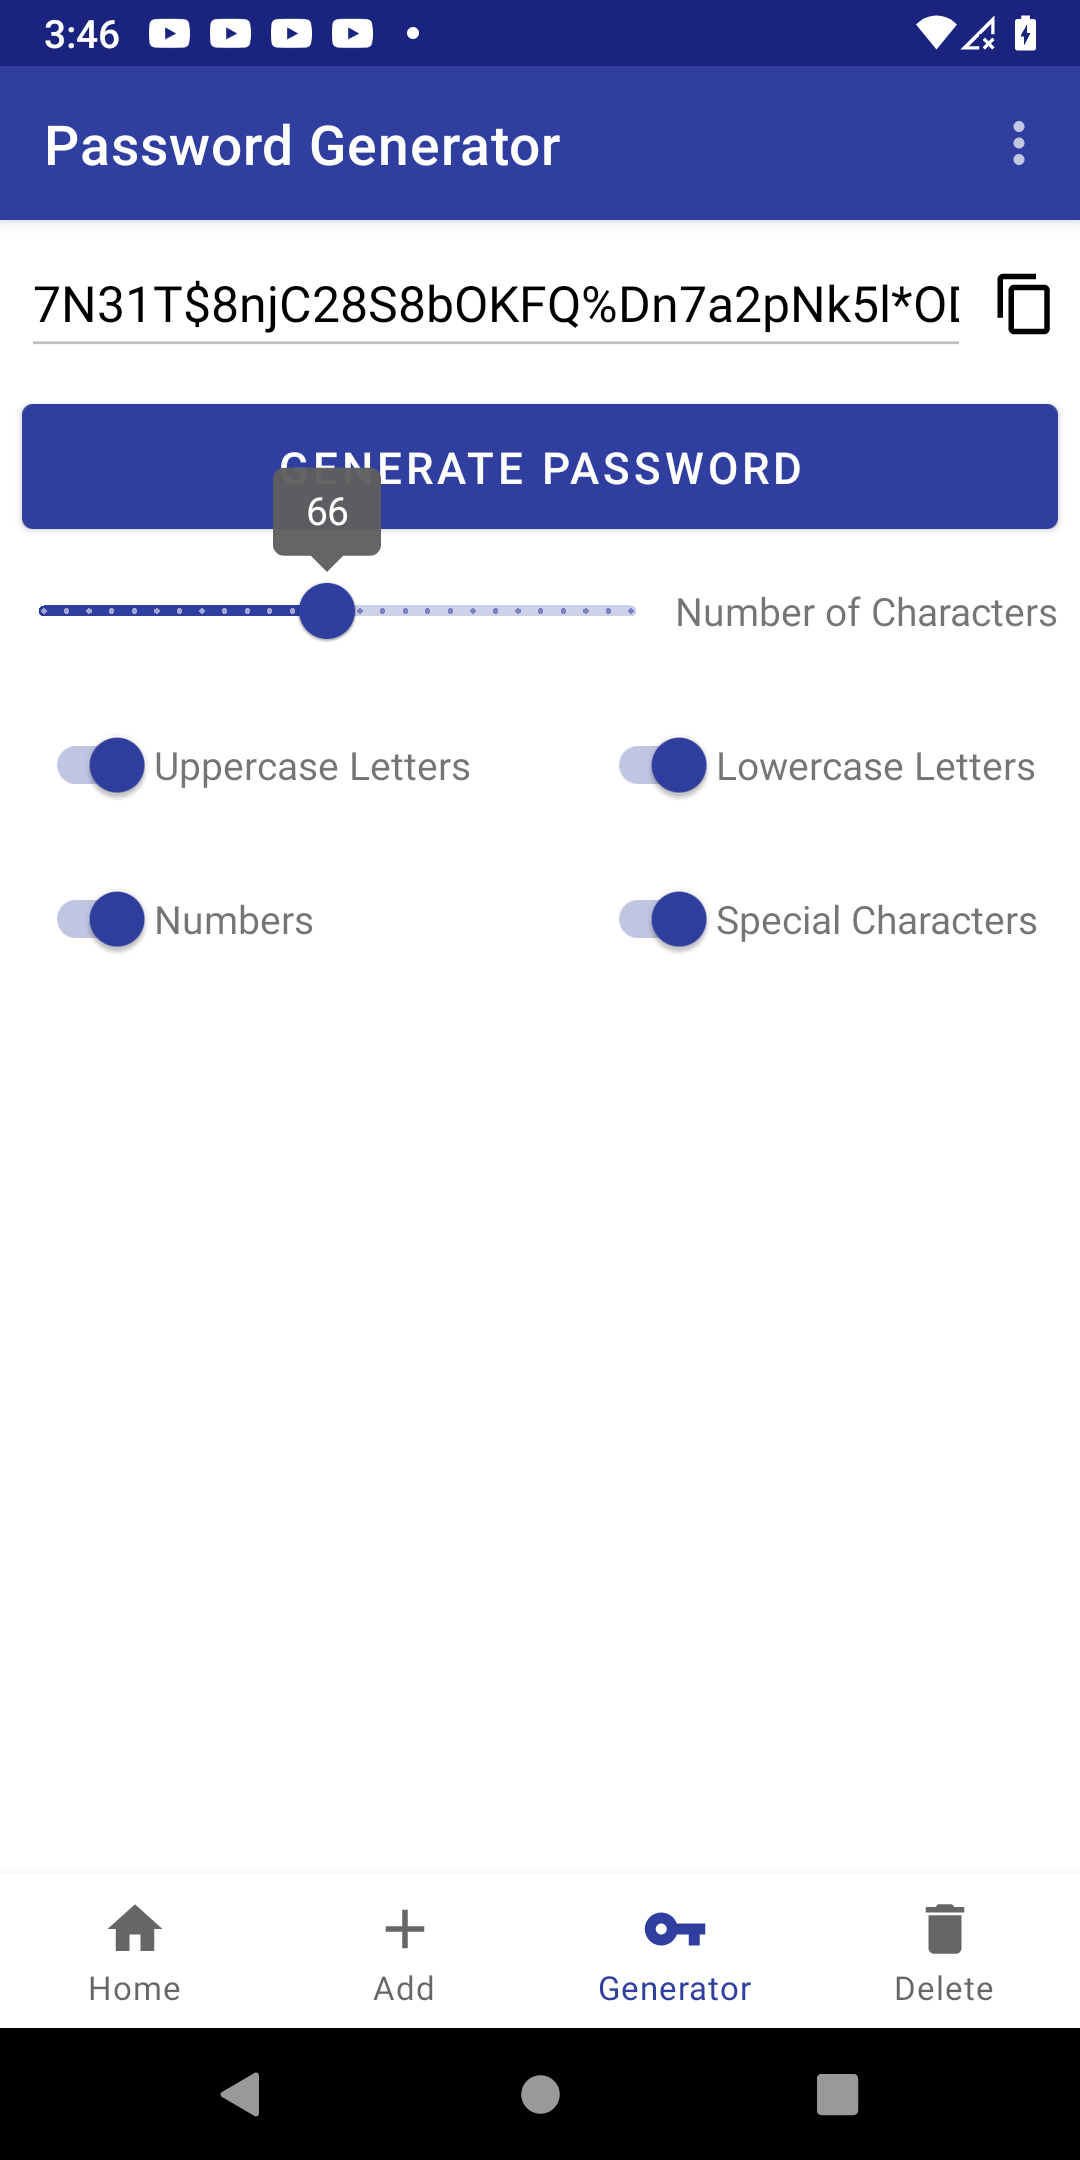 3:46
Password Generator
7N31T$8njC28S8bOKFQ%Dn7a2pNk5l*O
GENERATE PASSWORD
66
Number of Characters
Uppercase Letters
Lowercase Letters
Numbers
Special Characters
Home
Add
Generator
Delete